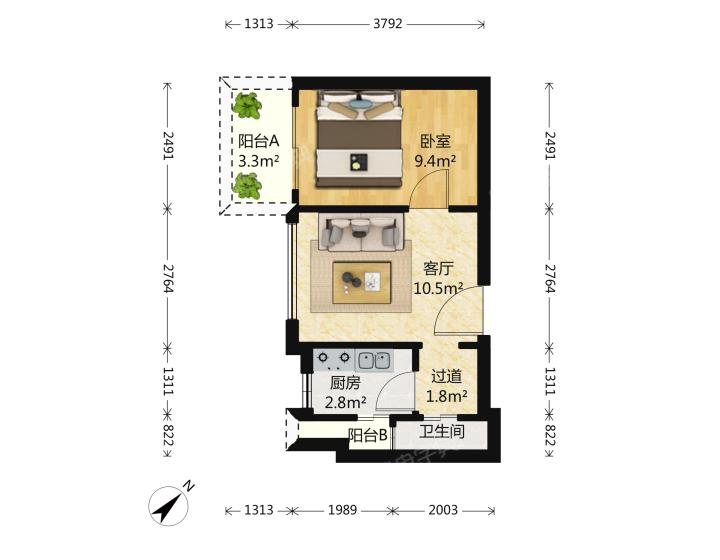 1313 3792
2491
2764
1311
822
阳台A
3.3m²
卧室
9.4m²
客厅
10.5m²
厨房
2.8m²
过道
1.8m²
阳台B
卫生间
2491
2764
1311
822
N
1313 1989 2003